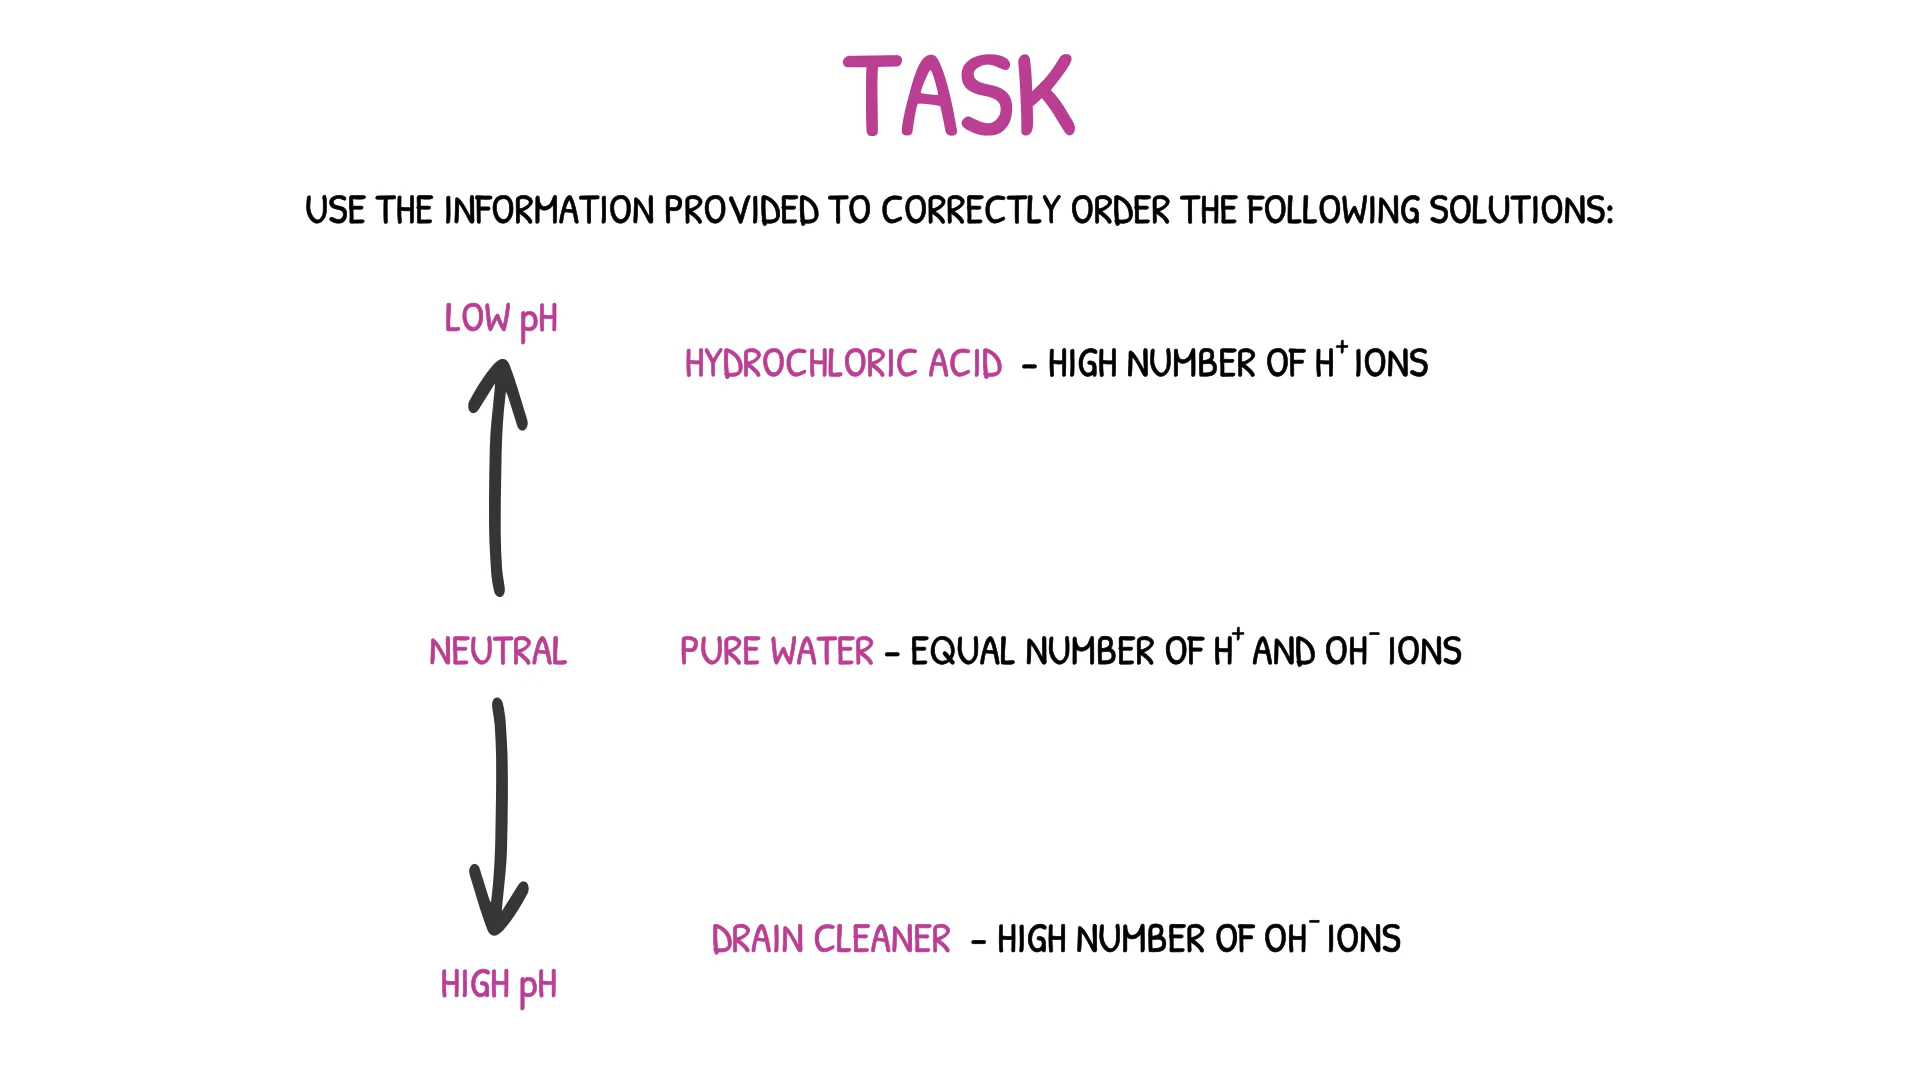 TASK
USE THE INFORMATION PROVIDED TO CORRECTLY ORDER THE FOLLOWING SOLUTIONS:
LOW pH
HYDROCHLORIC ACID - HIGH NUMBER OF H⁺ IONS
NEUTRAL
PURE WATER - EQUAL NUMBER OF H⁺ AND OH⁻ IONS
DRAIN CLEANER - HIGH NUMBER OF OH⁻ IONS
HIGH pH